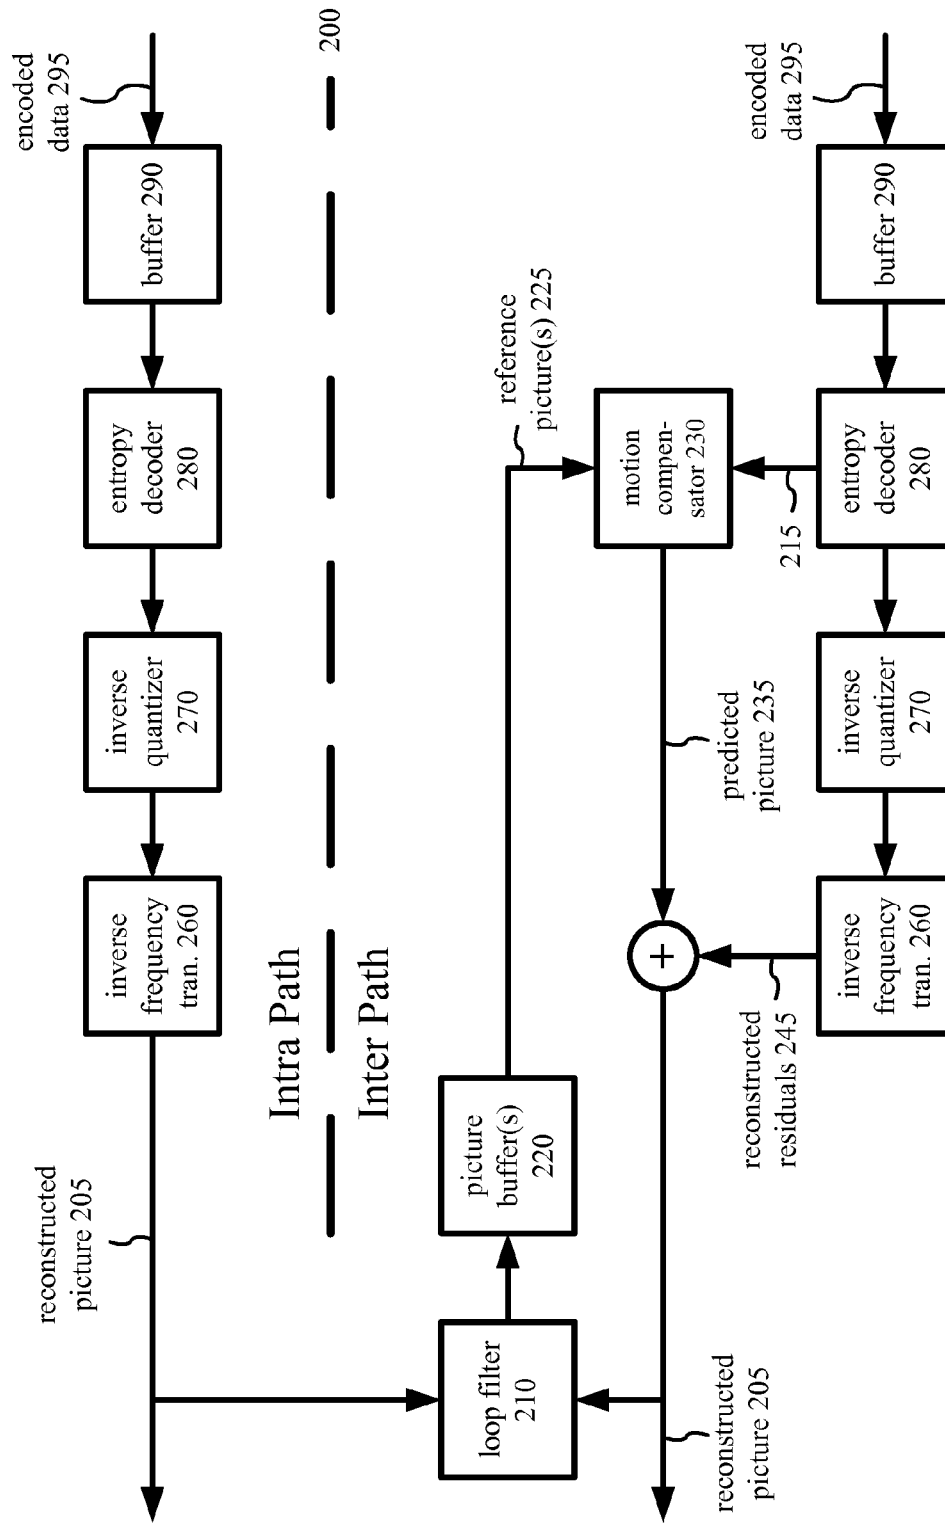 encoded
data 295
buffer 290
entropy
decoder
280
inverse
quantizer
270
inverse
frequency
tran. 260
reconstructed
picture 205
Intra Path
200
Inter Path
reference
picture(s) 225
picture
buffer(s)
220
loop filter
210
motion
compen-
sator 230
predicted
picture 235
+
215
reconstructed
residuals 245
reconstructed
picture 205
encoded
data 295
buffer 290
entropy
decoder
280
inverse
quantizer
270
inverse
frequency
tran. 260